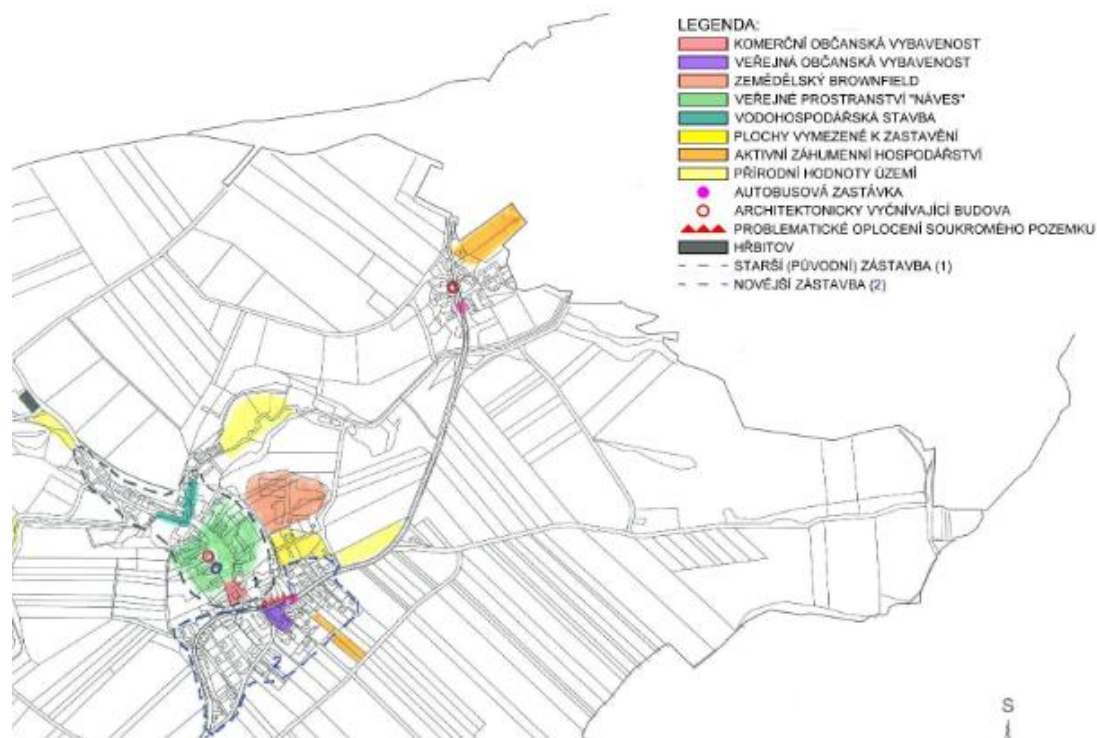 LEGENDA:
KOMERČNÍ OBČANSKÁ VYBAVENOST
VEŘEJNÁ OBČANSKÁ VYBAVENOST
ZEMĚDĚLSKÝ BROWNFIELD
VEŘEJNÉ PROSTRANSTVÍ "NÁVES"
VODOHOSPODÁŘSKÁ STAVBA
PLOCHY VYMEZENÉ K ZASTAVĚNÍ
AKTIVNÍ ZÁHUMENNÍ HOSPODÁŘSTVÍ
PŘÍRODNÍ HODNOTY ÚZEMÍ
AUTOBUSOVÁ ZASTÁVKA
ARCHITEKTONICKY VYČNÍVAJÍCÍ BUDOVA
PROBLEMATICKÉ OPLOCENÍ SOUKROMÉHO POZEMKU
HŘBITOV
STARŠÍ (PŮVODNÍ) ZÁSTAVBA (1)
NOVĚJŠÍ ZÁSTAVBA (2)
1
2
S